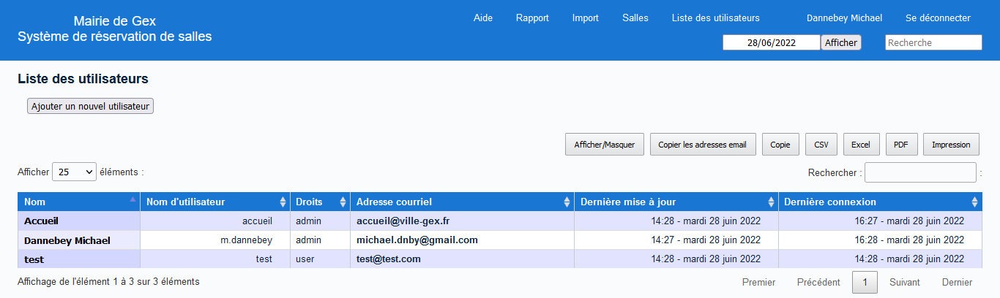 Mairie de Gex
Système de réservation de salles
Aide Rapport Import Salles Liste des utilisateurs Dannebey Michael Se déconnecter
28/06/2022 Afficher Recherche
Liste des utilisateurs
Ajouter un nouvel utilisateur
Afficher/Masquer Copier les adresses email Copie CSV Excel PDF Impression
Afficher 25 éléments : Rechercher : :
Nom Nom d'utilisateur Droits Adresse courriel Dernière mise à jour Dernière connexion
Accueil accueil admin accueil@ville-gex.fr 14:28 - mardi 28 juin 2022 16:27 - mardi 28 juin 2022
Dannebey Michael m.dannebey admin michael.dnby@gmail.com 14:27 - mardi 28 juin 2022 16:28 - mardi 28 juin 2022
test test user test@test.com 14:28 - mardi 28 juin 2022 14:28 - mardi 28 juin 2022
Affichage de l'élément 1 à 3 sur 3 éléments Premier Précédent 1 Suivant Dernier